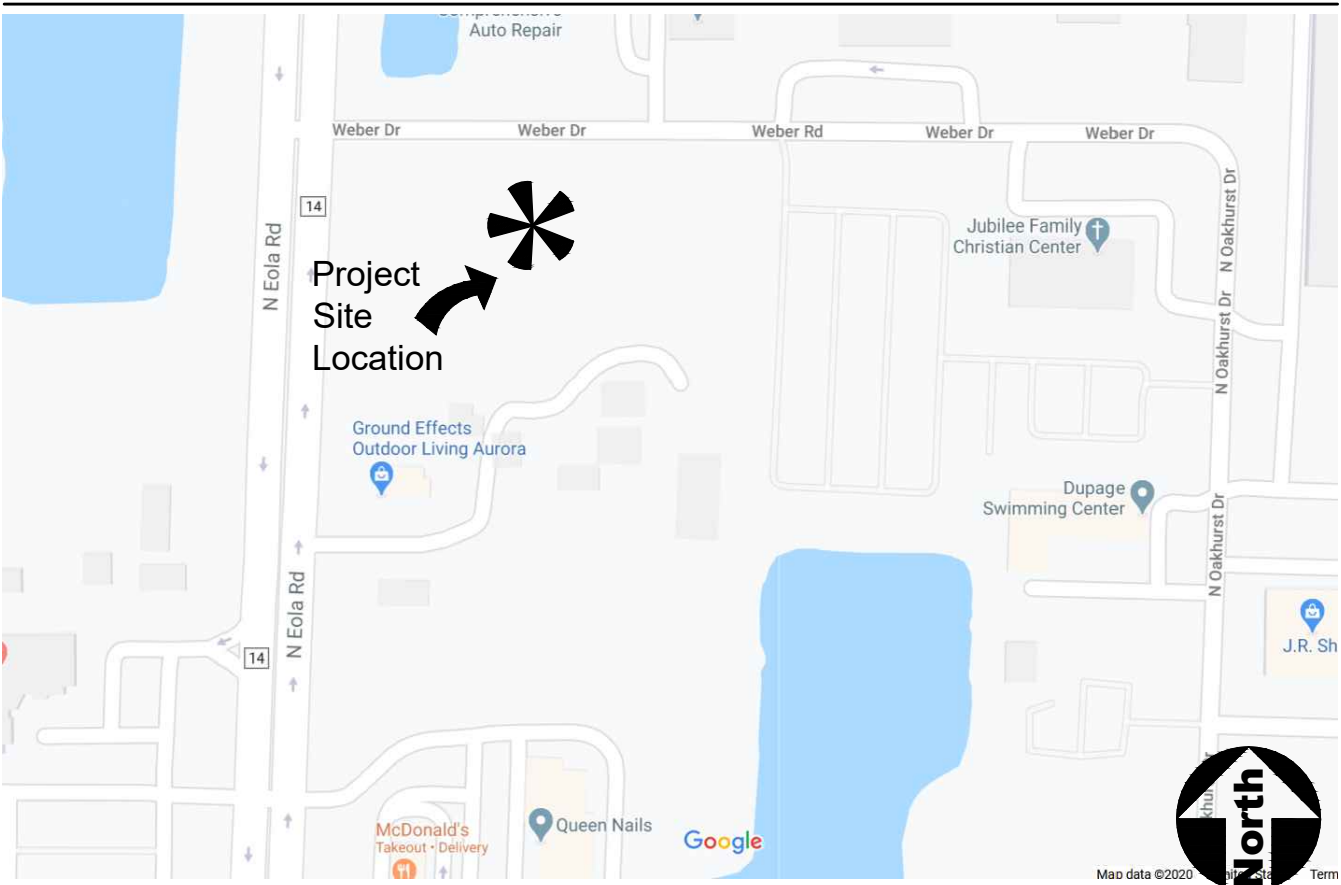 Auto Repair
Weber Dr
Weber Dr
Weber Rd
Weber Dr
Weber Dr
14
N Eola Rd
N Oakhurst Dr
Jubilee Family
Christian Center
Project
Site
Location
N Oakhurst Dr
Ground Effects
Outdoor Living Aurora
Dupage
Swimming Center
N Oakhurst Dr
N Eola Rd
14
J.R. Sh
McDonald's
Takeout • Delivery
Queen Nails
Google
North
Map data ©2020
Term